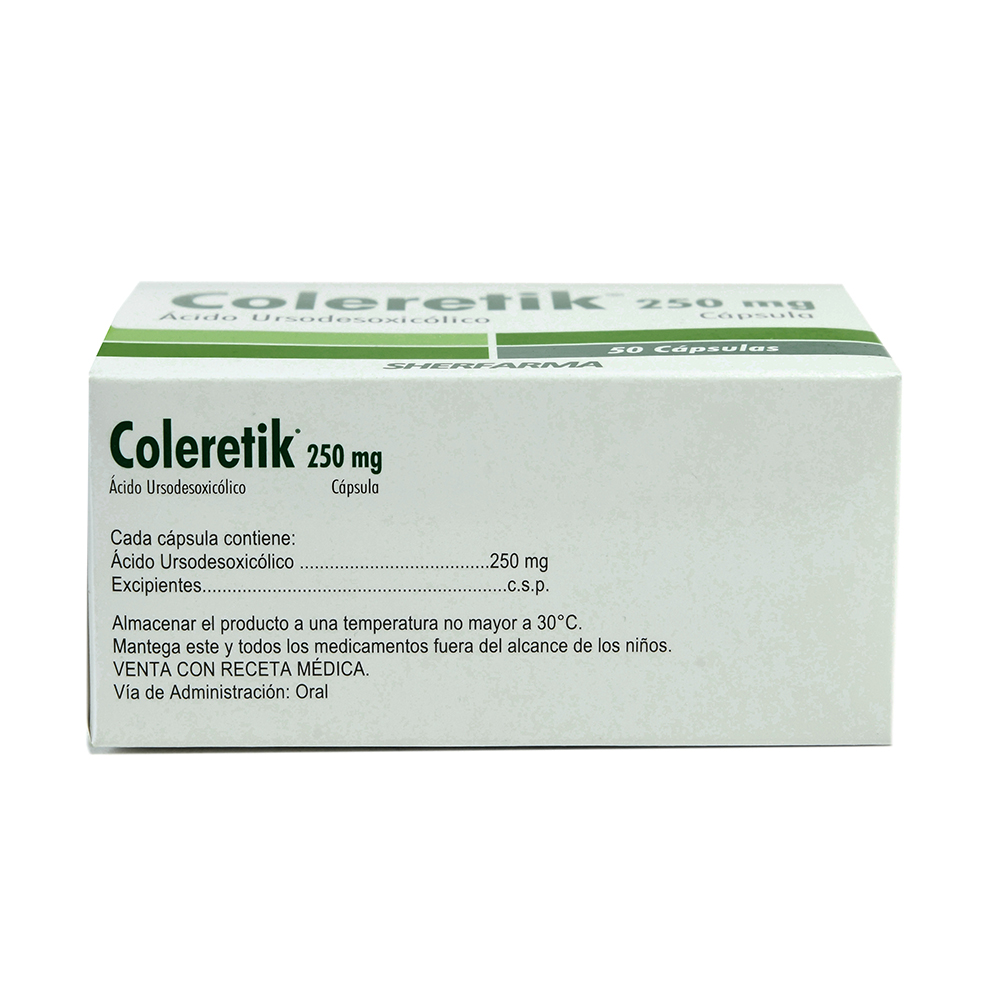 Coleretik 250 mg
Ácido Ursodesoxicólico Cápsula
50 Cápsulas
SHERFARMA
Coleretik 250 mg
Ácido Ursodesoxicólico Cápsula
Cada cápsula contiene:
Ácido Ursodesoxicólico ......................................250 mg
Excipientes.............................................................c.s.p.
Almacenar el producto a una temperatura no mayor a 30°C.
Mantega este y todos los medicamentos fuera del alcance de los niños.
VENTA CON RECETA MÉDICA.
Vía de Administración: Oral